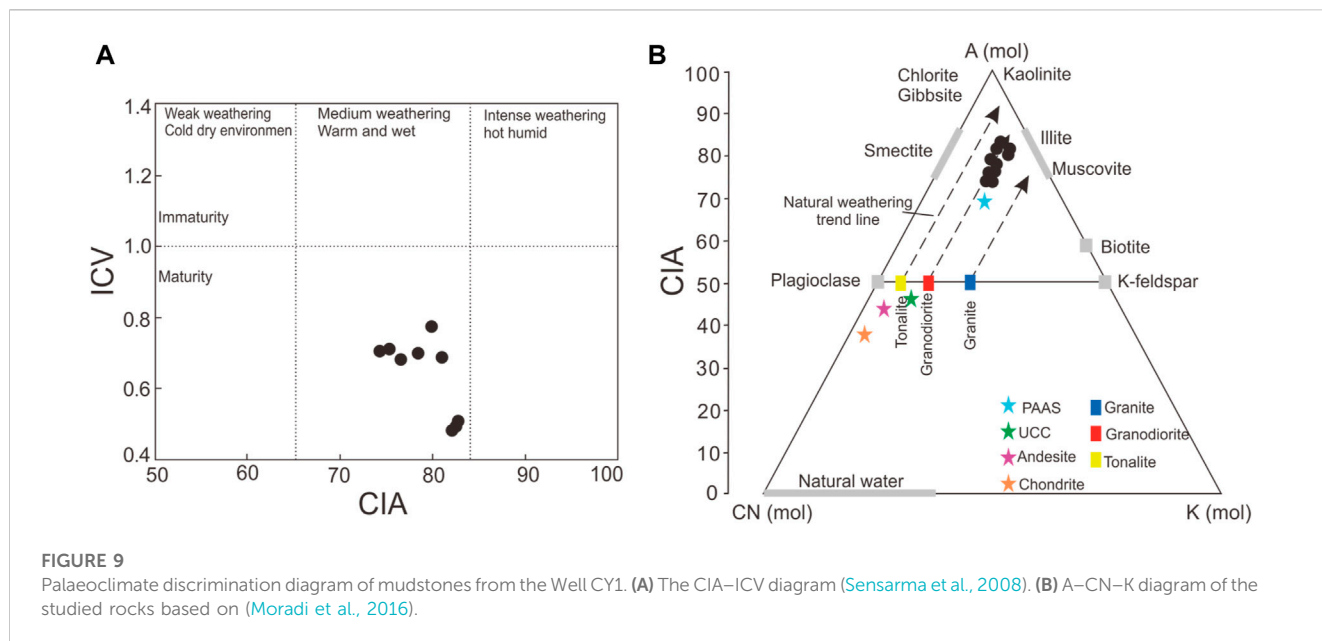 A
1.4
1.2
1.0
0.8
0.6
0.4
ICV
Weak weathering
Cold dry environmen
Medium weathering
Warm and wet
Intense weathering
hot humid
Immaturity
Maturity
50
60
70
80
90
100
CIA
B
A (mol)
100
90
80
70
60
50
40
30
20
10
0
CIA
Chlorite
Gibbsite
Kaolinite
Smectite
Illite
Muscovite
Natural weathering
trend line
Biotite
Plagioclase
K-feldspar
Tonalite
Granodiorite
Granite
PAAS
UCC
Andesite
Chondrite
Granite
Granodiorite
Tonalite
Natural water
CN (mol)
K (mol)
FIGURE 9
Palaeoclimate discrimination diagram of mudstones from the Well CY1. (A) The CIA–ICV diagram (Sensarma et al., 2008). (B) A–CN–K diagram of the
studied rocks based on (Moradi et al., 2016).